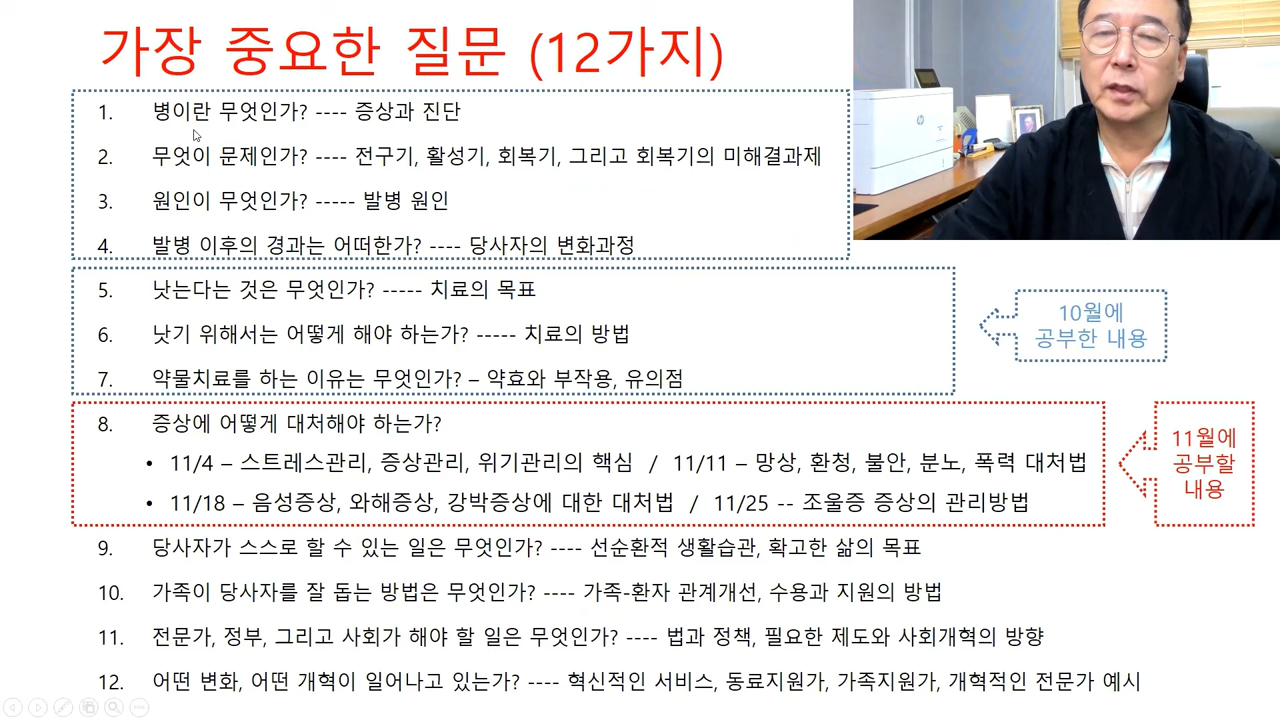 가장 중요한 질문 (12가지)
1. 병이란 무엇인가? ---- 증상과 진단
2. 무엇이 문제인가? ---- 전구기, 활성기, 회복기, 그리고 회복기의 미해결과제
3. 원인이 무엇인가? ----- 발병 원인
4. 발병 이후의 경과는 어떠한가? ---- 당사자의 변화과정
5. 낫는다는 것은 무엇인가? ----- 치료의 목표
6. 낫기 위해서는 어떻게 해야 하는가? ----- 치료의 방법
7. 약물치료를 하는 이유는 무엇인가? – 약효와 부작용, 유의점
10월에
공부한 내용
8. 증상에 어떻게 대처해야 하는가?
• 11/4 – 스트레스관리, 증상관리, 위기관리의 핵심 / 11/11 – 망상, 환청, 불안, 분노, 폭력 대처법
• 11/18 – 음성증상, 와해증상, 강박증상에 대한 대처법 / 11/25 -- 조울증 증상의 관리방법
11월에
공부할
내용
9. 당사자가 스스로 할 수 있는 일은 무엇인가? ---- 선순환적 생활습관, 확고한 삶의 목표
10. 가족이 당사자를 잘 돕는 방법은 무엇인가? ---- 가족-환자 관계개선, 수용과 지원의 방법
11. 전문가, 정부, 그리고 사회가 해야 할 일은 무엇인가? ---- 법과 정책, 필요한 제도와 사회개혁의 방향
12. 어떤 변화, 어떤 개혁이 일어나고 있는가? ---- 혁신적인 서비스, 동료지원가, 가족지원가, 개혁적인 전문가 예시
hp